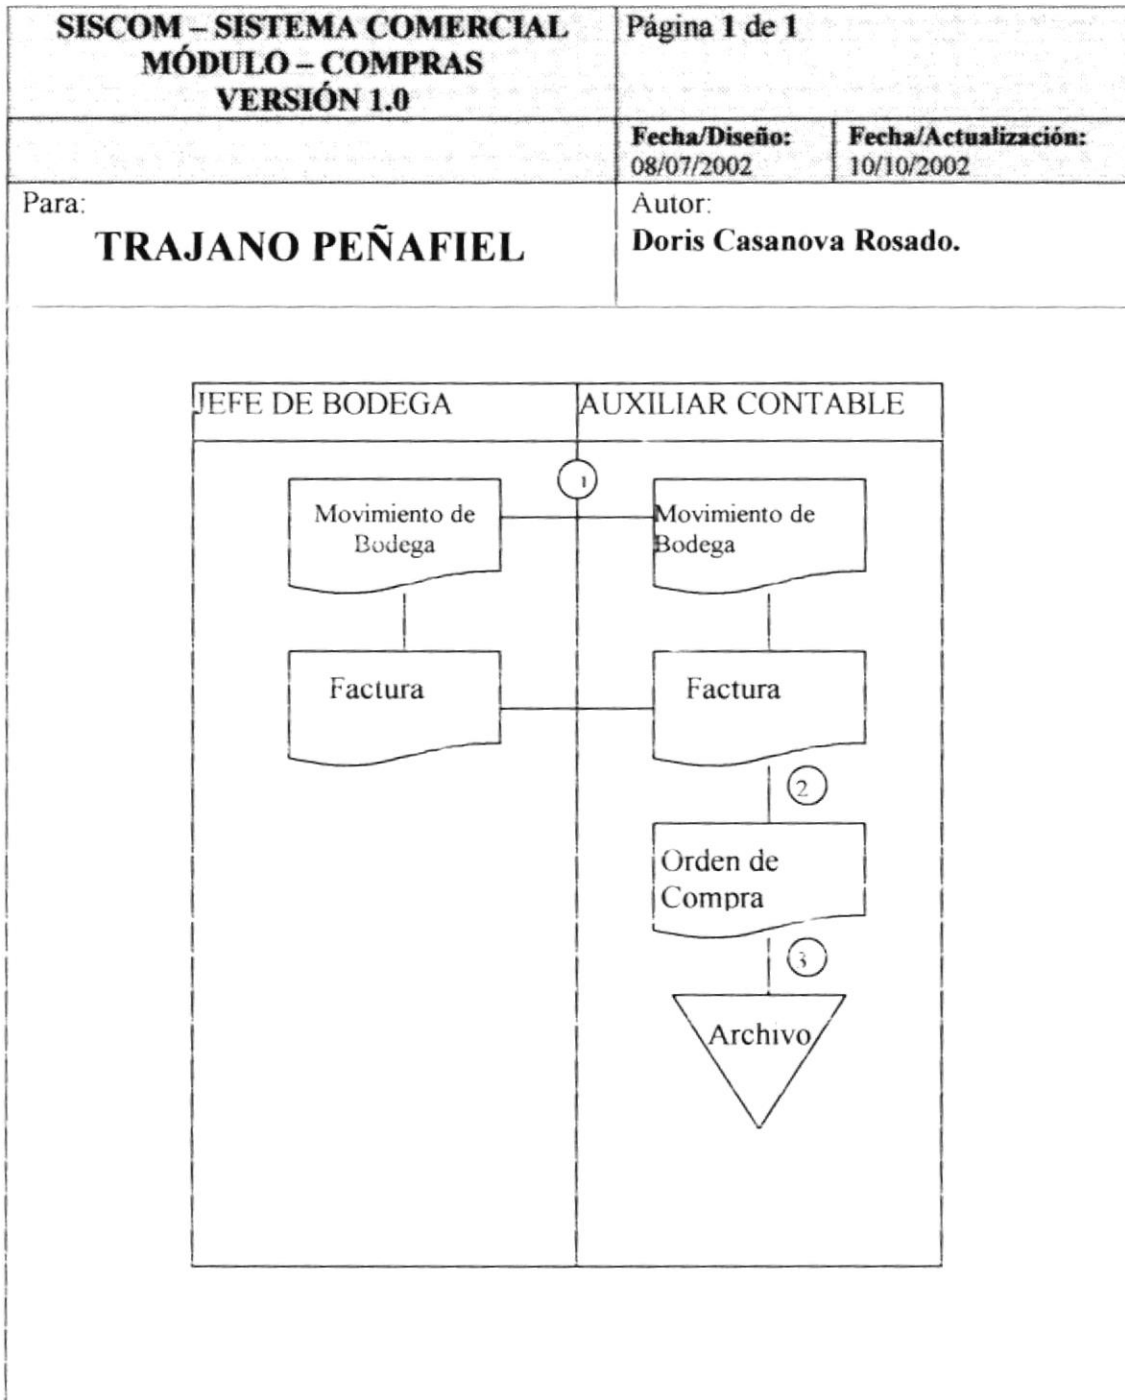 SISCOM – SISTEMA COMERCIAL
MÓDULO – COMPRAS
VERSIÓN 1.0
Página 1 de 1
Fecha/Diseño:
08/07/2002
Fecha/Actualización:
10/10/2002
Para:
TRAJANO PEÑAFIEL
Autor:
Doris Casanova Rosado.
JEFE DE BODEGA
AUXILIAR CONTABLE
1
Movimiento de
Bodega
Movimiento de
Bodega
Factura
Factura
2
Orden de
Compra
3
Archivo